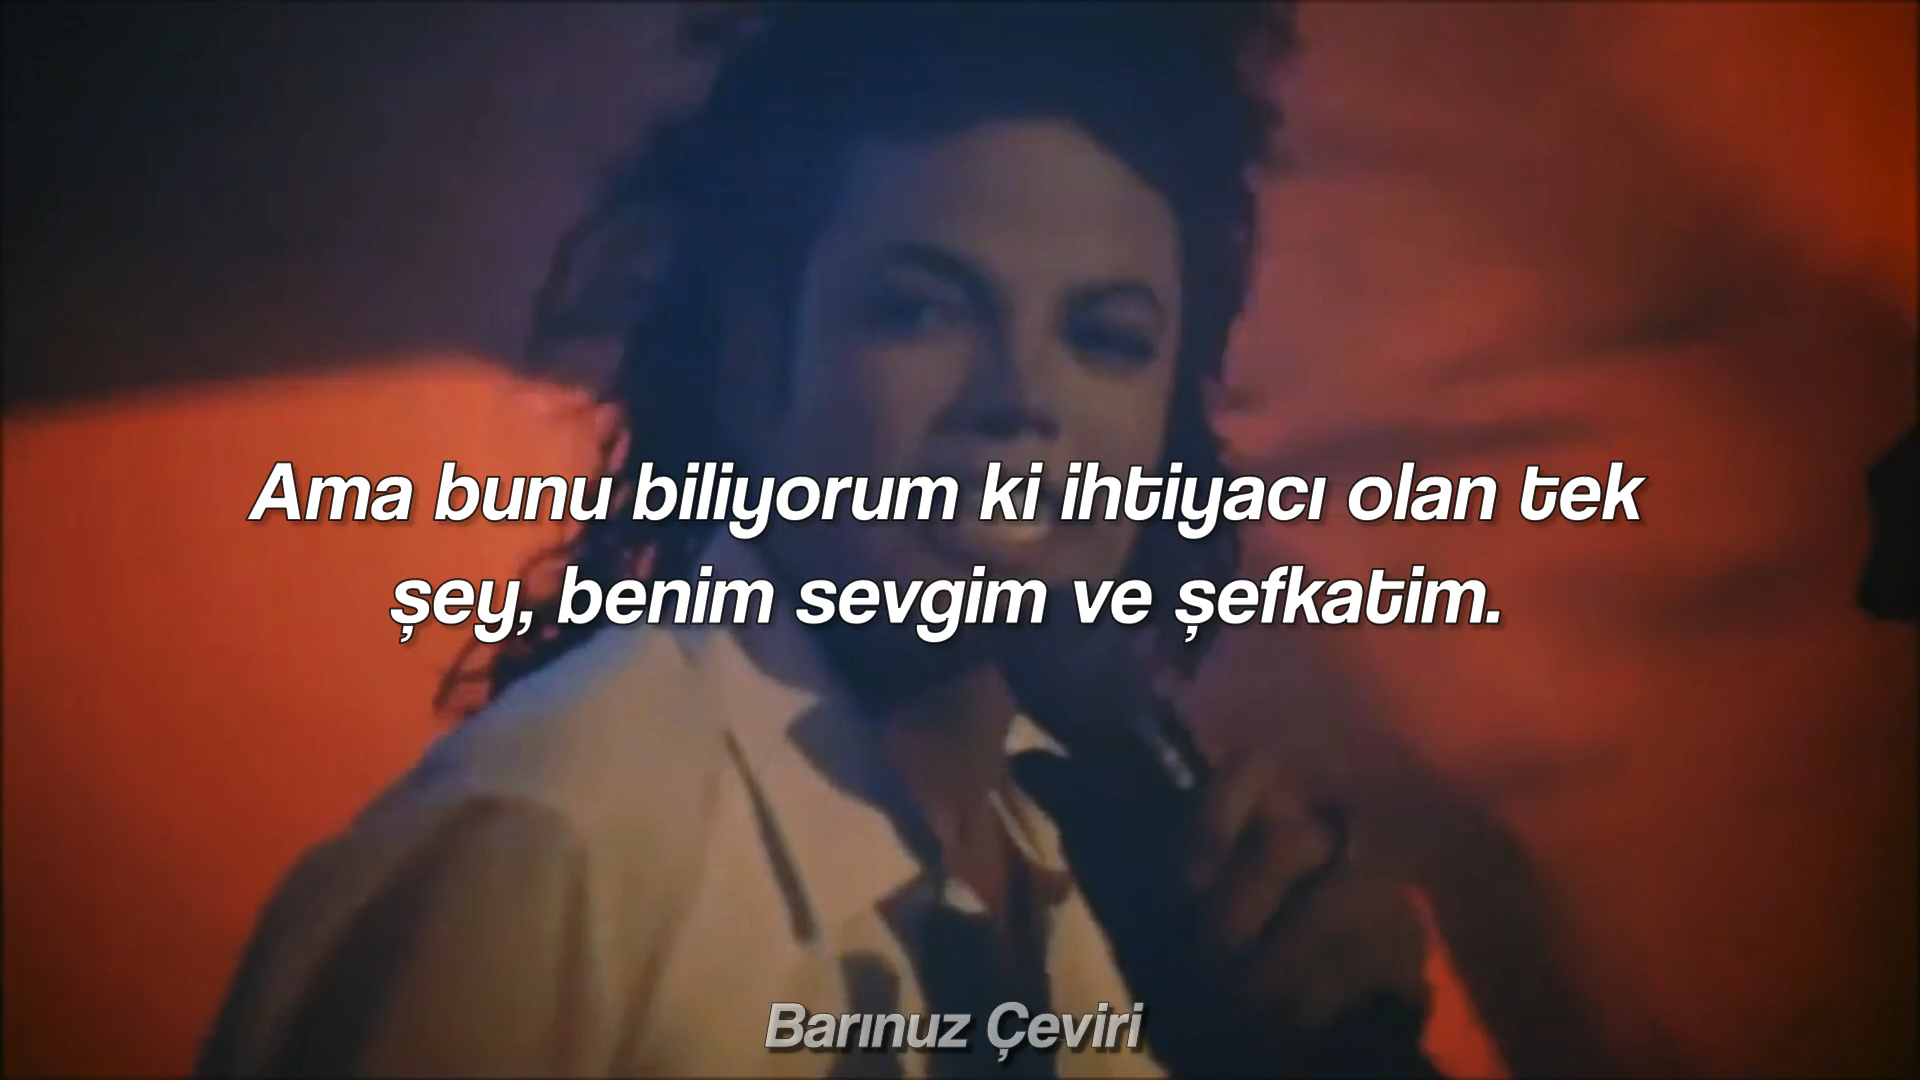 Ama bunu biliyorum ki ihtiyacı olan tek
şey, benim sevgim ve şefkatim.
Barınuz Çeviri